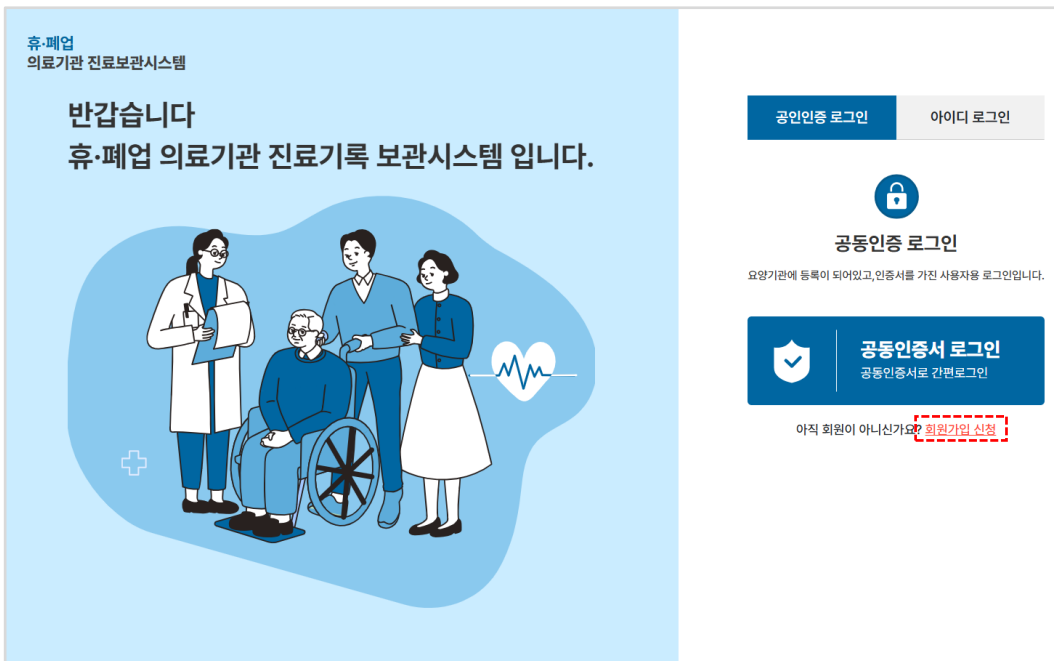 휴·폐업
의료기관 진료보관시스템
반갑습니다
휴·폐업 의료기관 진료기록 보관시스템 입니다.
공인인증 로그인
아이디 로그인
공동인증 로그인
요양기관에 등록이 되어있고,인증서를 가진 사용자용 로그인입니다.
공동인증서 로그인
공동인증서로 간편로그인
아직 회원이 아니신가요? 회원가입 신청